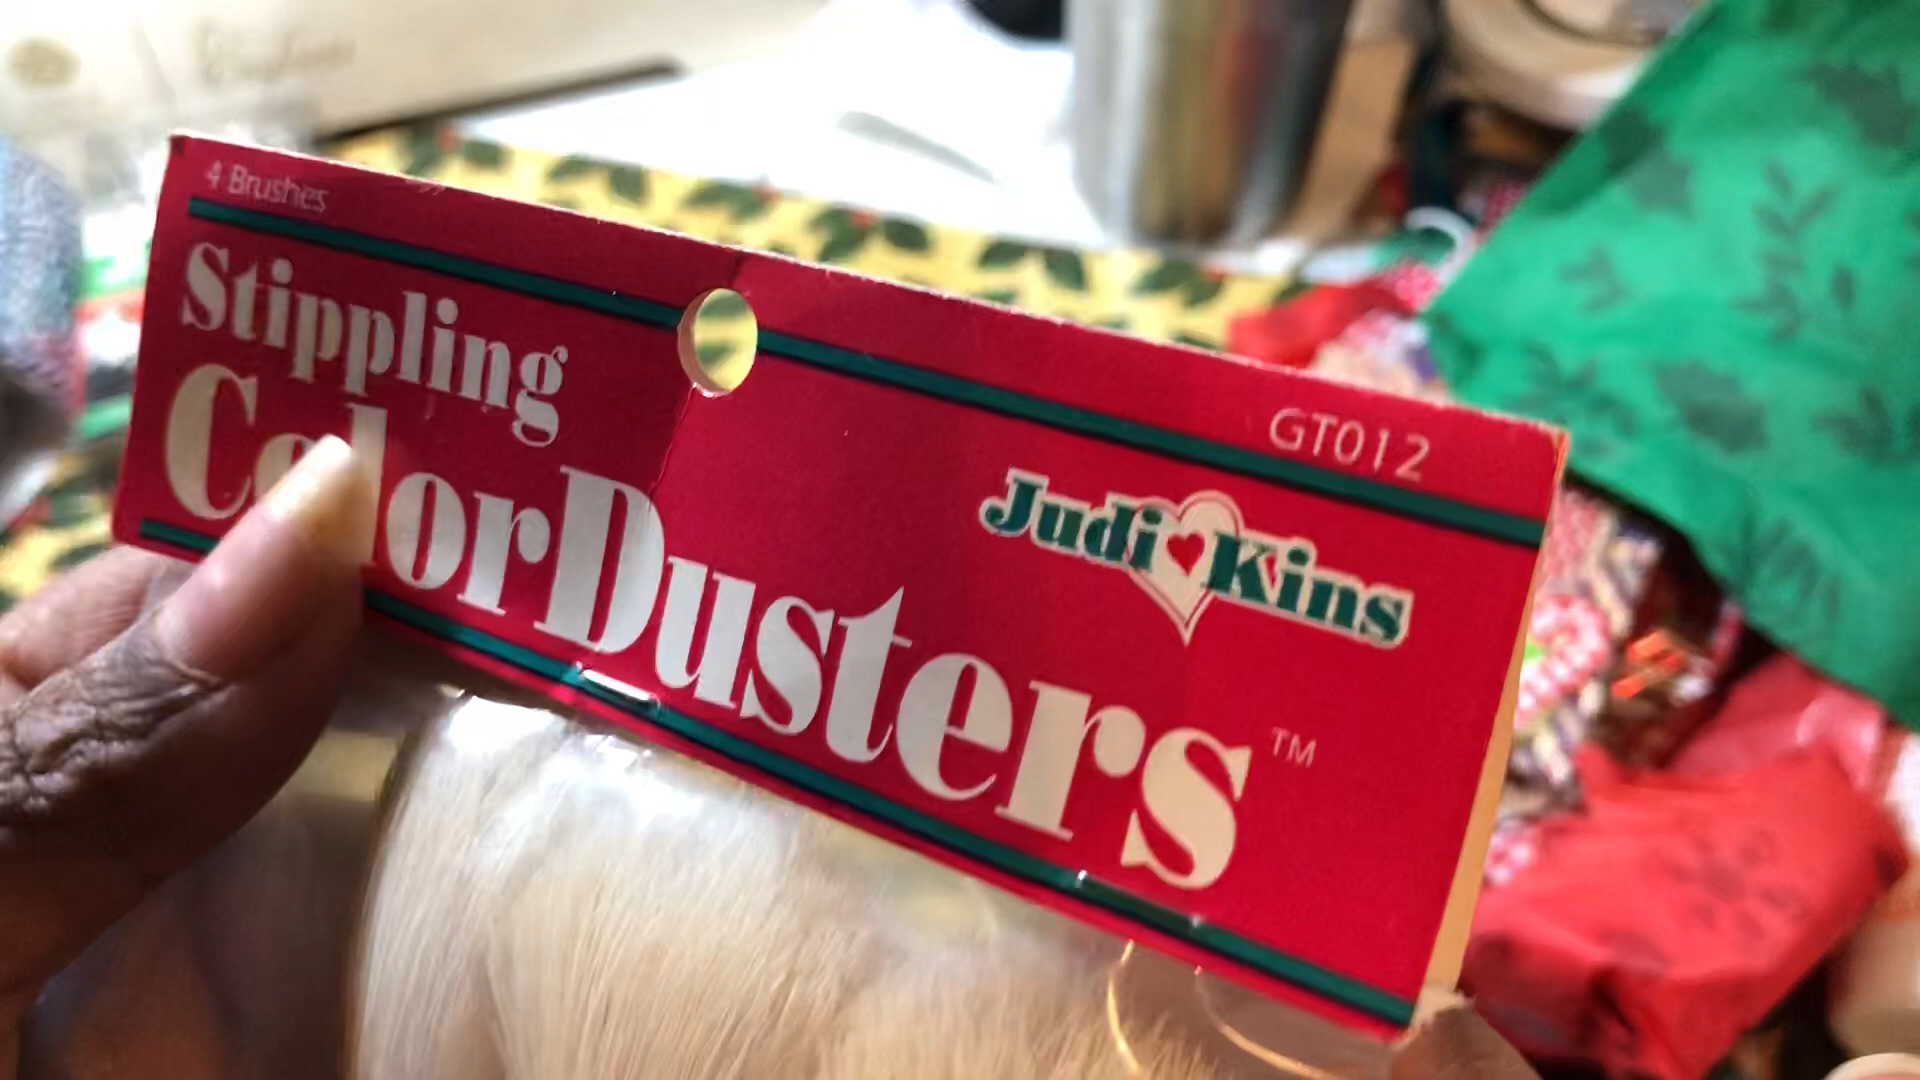 4 Brushes
Stippling
ColorDusters™
GT012
Judi Kins